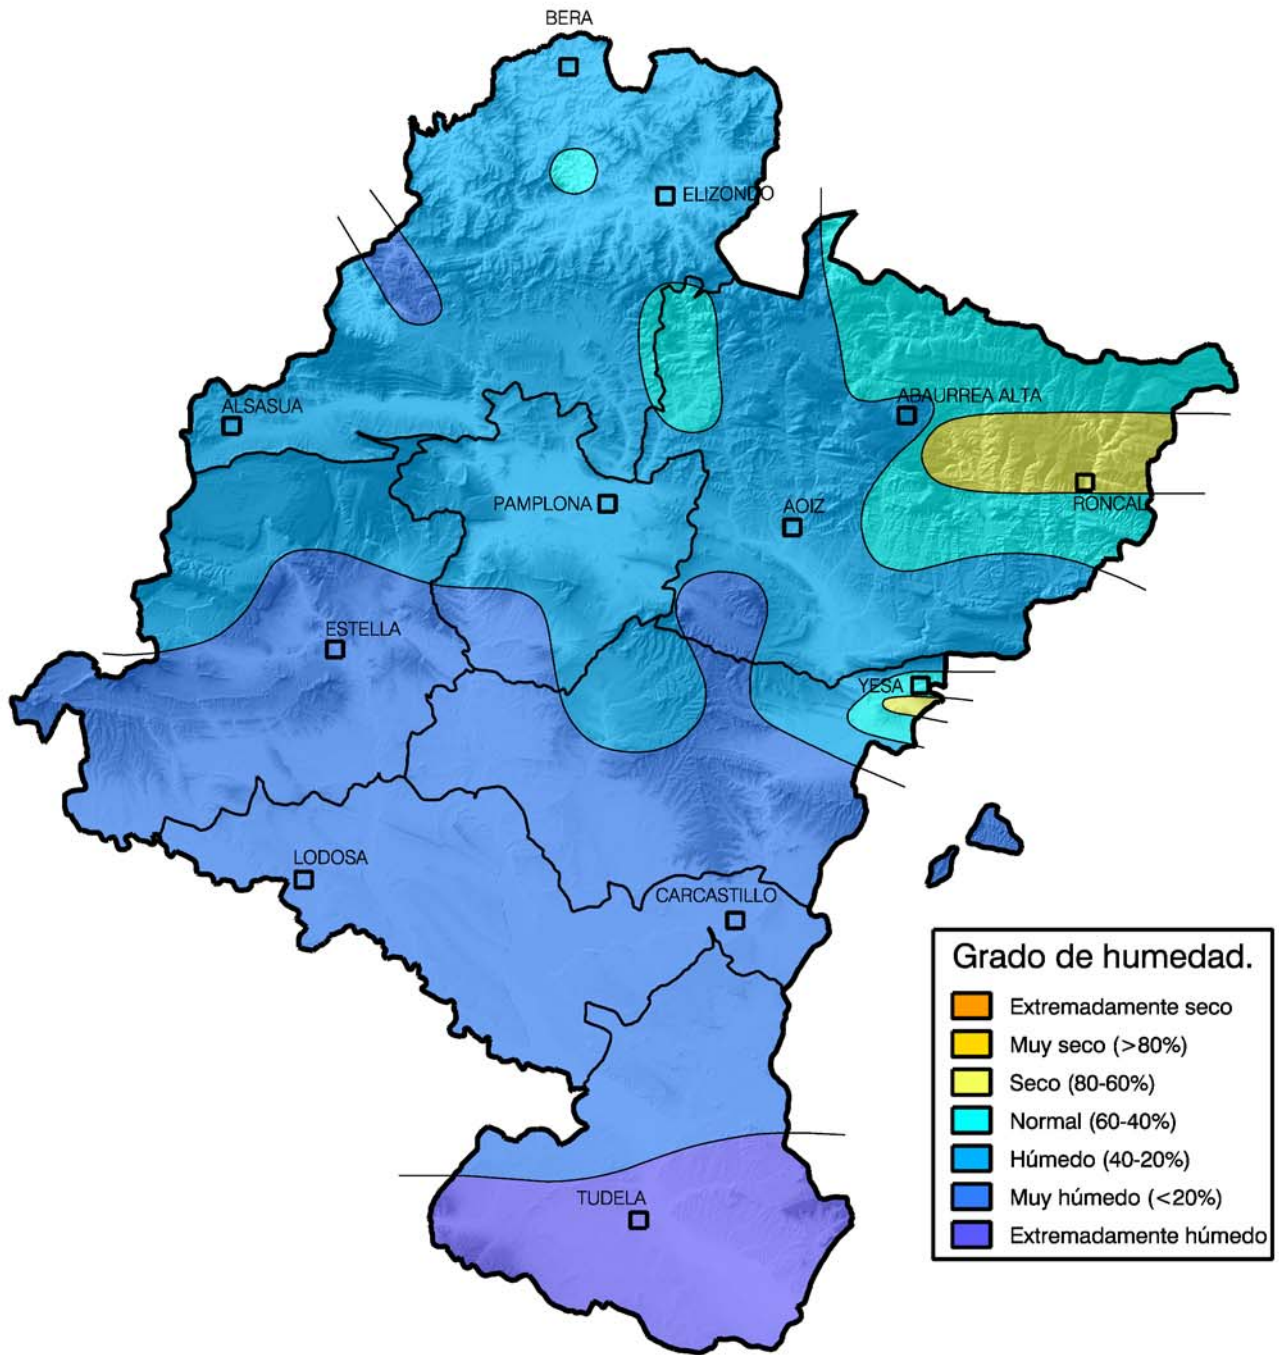 BERA
ELIZONDO
ABAURREA ALTA
ALSASUA
PAMPLONA
AOIZ
RONCAL
ESTELLA
YESA
LODOSA
CARCASTILLO
TUDELA
Grado de humedad.
Extremadamente seco
Muy seco (>80%)
Seco (80-60%)
Normal (60-40%)
Húmedo (40-20%)
Muy húmedo (<20%)
Extremadamente húmedo